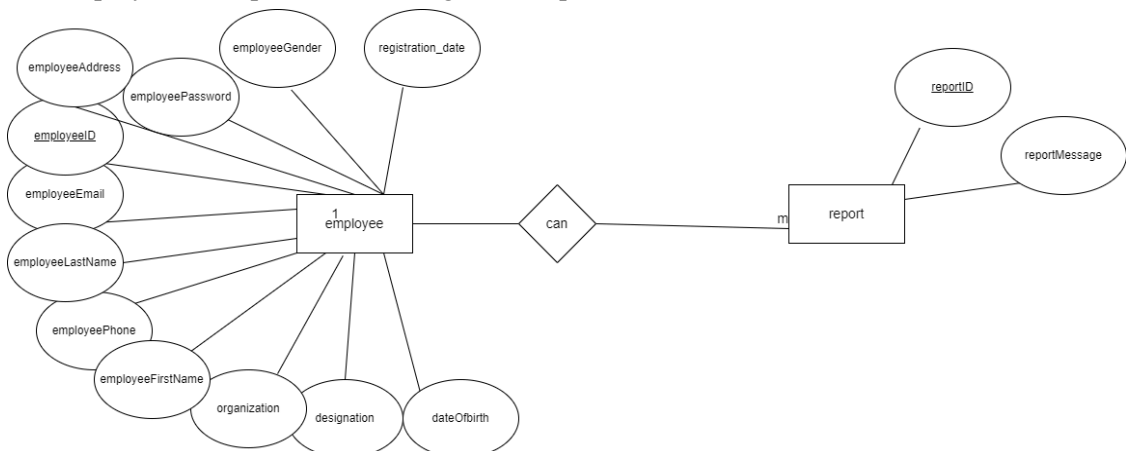 employeeGender
registration_date
employeeAddress
employeePassword
reportID
employeeID
reportMessage
employeeEmail
1
employee
can
m
report
employeeLastName
employeePhone
employeeFirstName
organization
designation
dateOfbirth